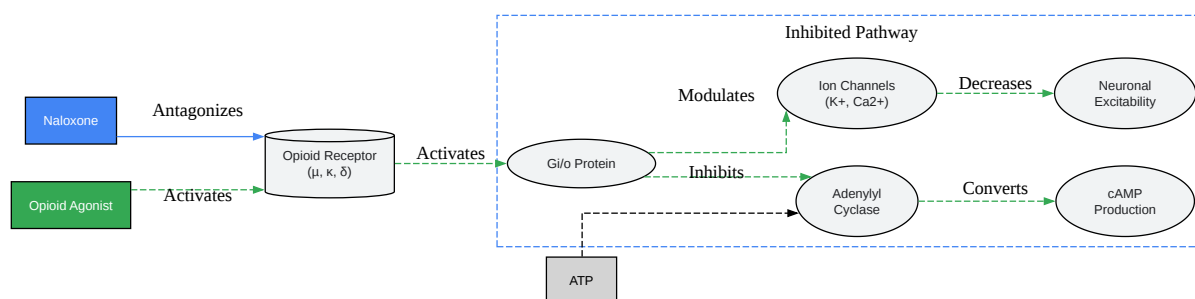 Inhibited Pathway
Naloxone
Antagonizes
Opioid Agonist
Activates
Opioid Receptor
(μ, κ, δ)
Activates
Gi/o Protein
Modulates
Inhibits
Ion Channels
(K+, Ca2+)
Decreases
Neuronal
Excitability
Adenylyl
Cyclase
Converts
cAMP
Production
ATP